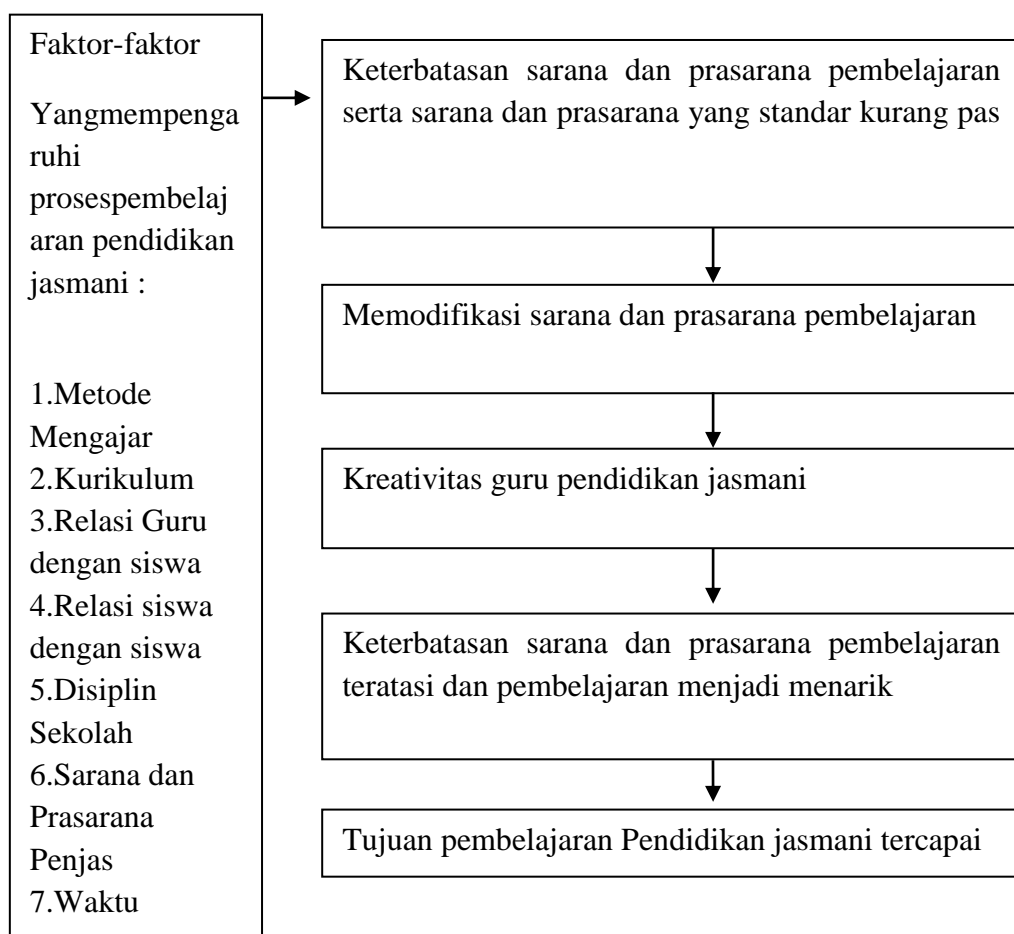 Faktor-faktor
Yangmempenga
ruhi
prosespembelaj
aran pendidikan
jasmani :
1.Metode
Mengajar
2.Kurikulum
3.Relasi Guru
dengan siswa
4.Relasi siswa
dengan siswa
5.Disiplin
Sekolah
6.Sarana dan
Prasarana
Penjas
7.Waktu
Keterbatasan sarana dan prasarana pembelajaran
serta sarana dan prasarana yang standar kurang pas
Memodifikasi sarana dan prasarana pembelajaran
Kreativitas guru pendidikan jasmani
Keterbatasan sarana dan prasarana pembelajaran
teratasi dan pembelajaran menjadi menarik
Tujuan pembelajaran Pendidikan jasmani tercapai